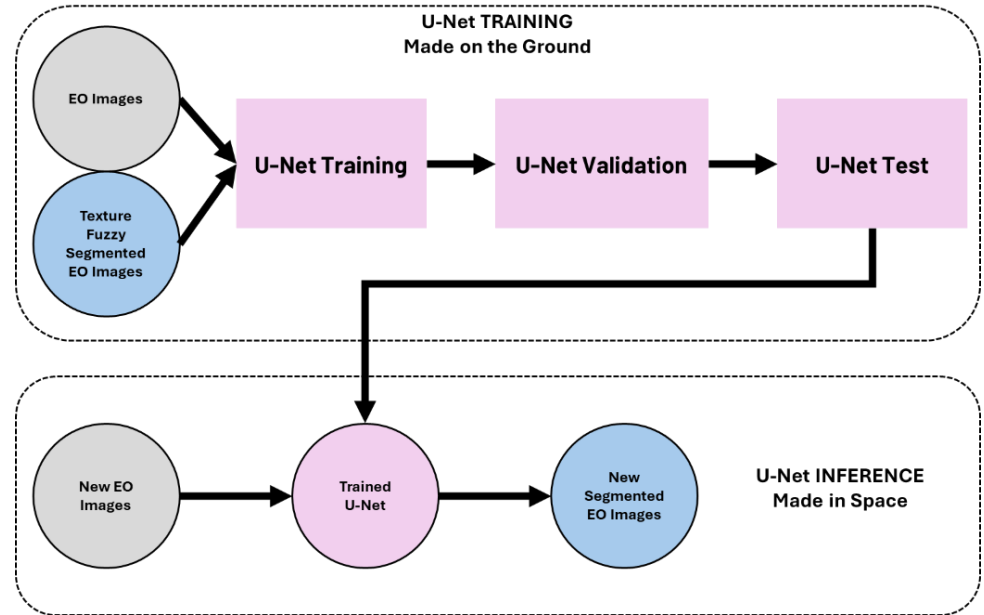 U-Net TRAINING
Made on the Ground
EO Images
Texture
Fuzzy
Segmented
EO Images
U-Net Training
U-Net Validation
U-Net Test
New EO
Images
Trained
U-Net
New
Segmented
EO Images
U-Net INFERENCE
Made in Space